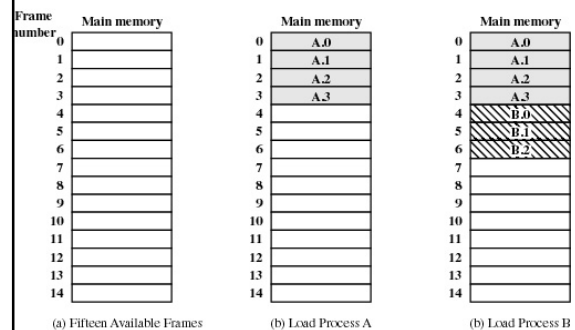 Frame
number
Main memory
0
1
2
3
4
5
6
7
8
9
10
11
12
13
14
(a) Fifteen Available Frames
Main memory
0 A.0
1 A.1
2 A.2
3 A.3
4
5
6
7
8
9
10
11
12
13
14
(b) Load Process A
Main memory
0 A.0
1 A.1
2 A.2
3 A.3
4 B.0
5 B.1
6 B.2
7
8
9
10
11
12
13
14
(b) Load Process B